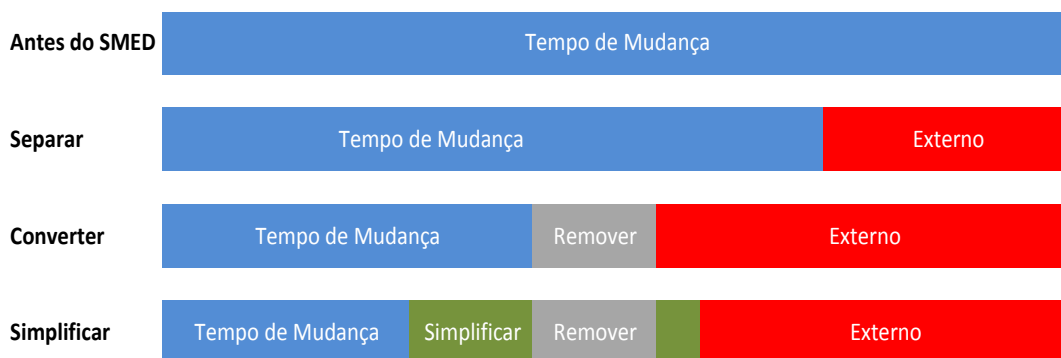 Antes do SMED
Tempo de Mudança
Separar
Tempo de Mudança
Externo
Converter
Tempo de Mudança
Remover
Externo
Simplificar
Tempo de Mudança
Simplificar
Remover
Externo